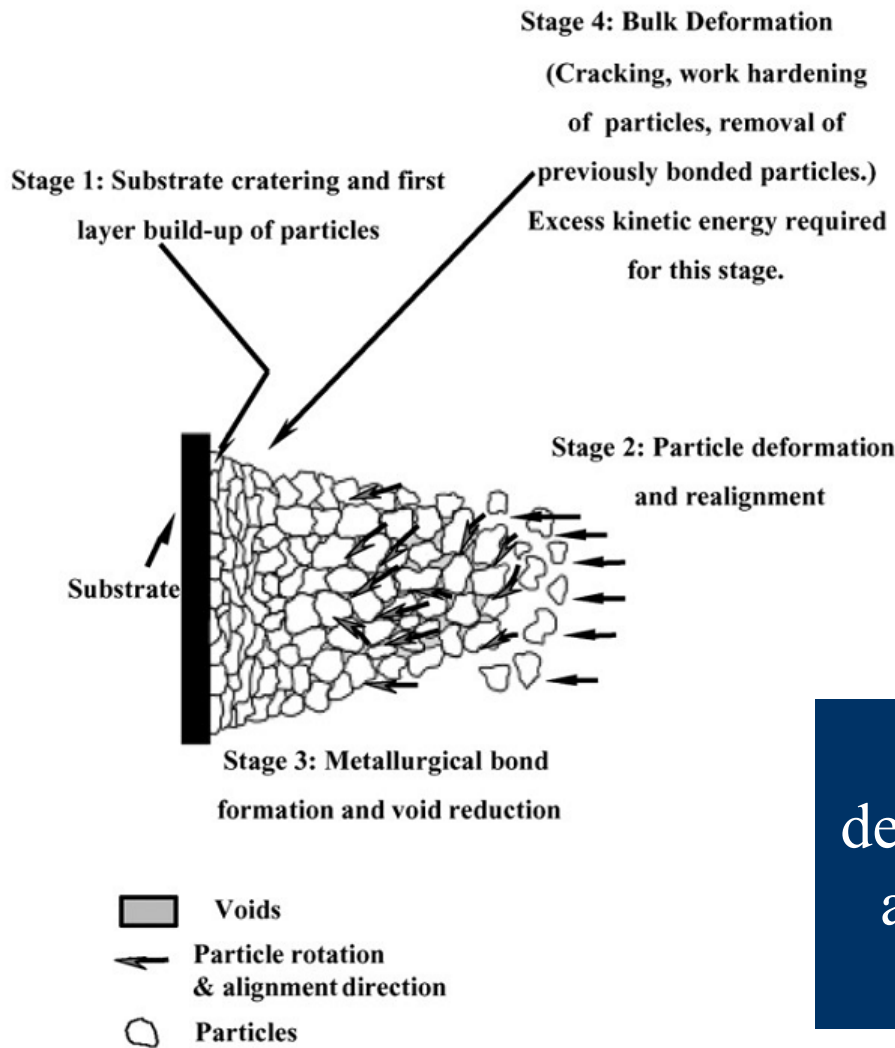 Stage 4: Bulk Deformation
(Cracking, work hardening
of particles, removal of
previously bonded particles.)
Excess kinetic energy required
for this stage.
Stage 1: Substrate cratering and first
layer build-up of particles
Stage 2: Particle deformation
and realignment
Substrate
Stage 3: Metallurgical bond
formation and void reduction
Voids
Particle rotation
& alignment direction
Particles